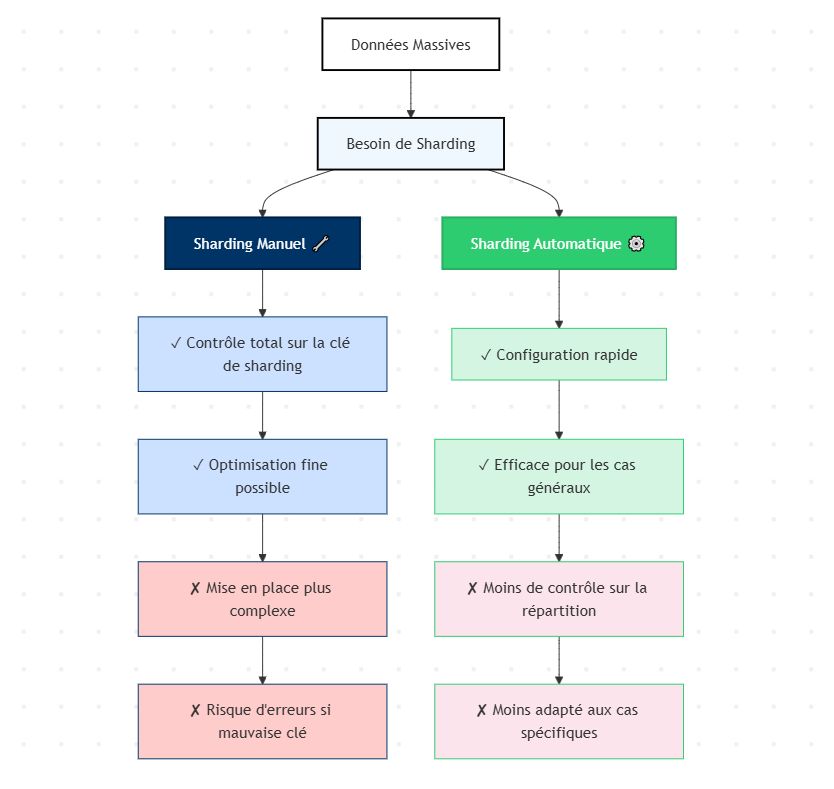 Données Massives
Besoin de Sharding
Sharding Manuel 🔧
✓ Contrôle total sur la clé
de sharding
✓ Optimisation fine
possible
✗ Mise en place plus
complexe
✗ Risque d'erreurs si
mauvaise clé
Sharding Automatique ⚙️
✓ Configuration rapide
✓ Efficace pour les cas
généraux
✗ Moins de contrôle sur la
répartition
✗ Moins adapté aux cas
spécifiques